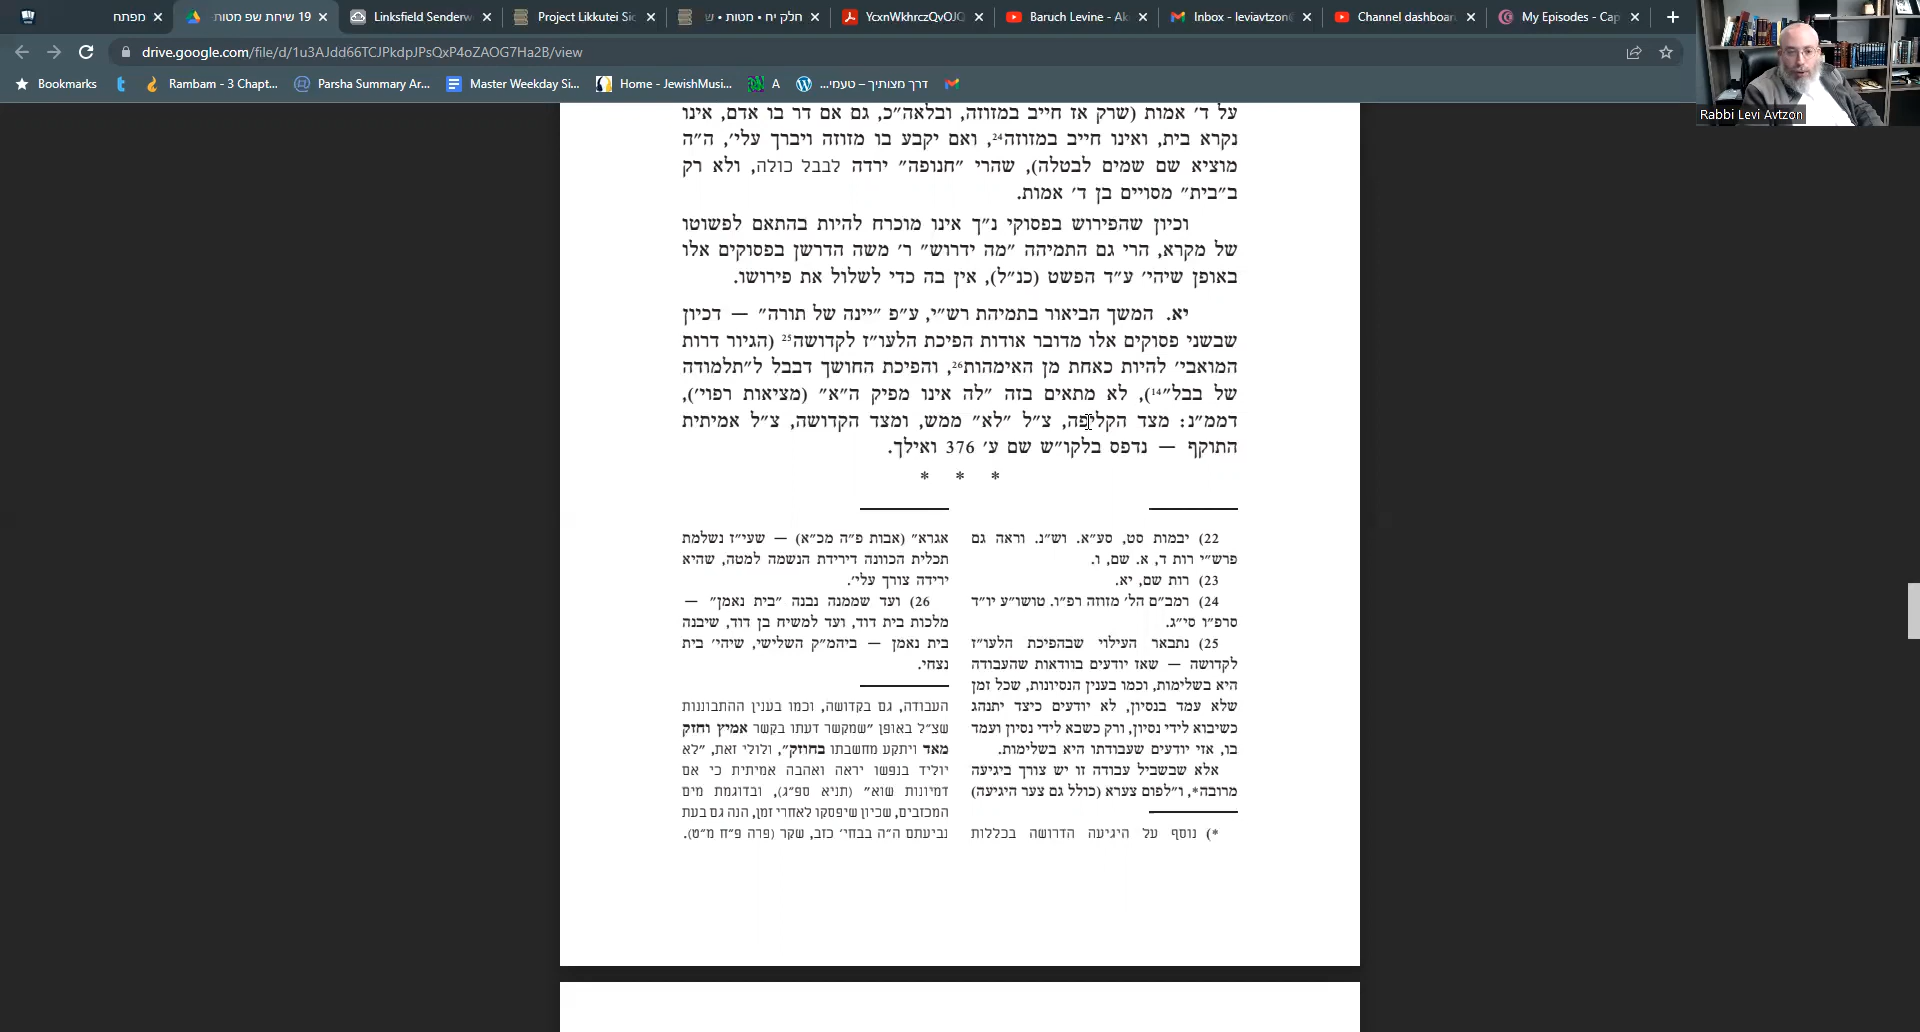 מפתח
19 שיחת שפ מטות
Linksfield Senderw
Project Likkutei Sic
חלק יח • מטות • ש
YcxnWkhrczQvOJQ
Baruch Levine - Ak
Inbox - leviavtzon@
Channel dashboar
My Episodes - Cap
drive.google.com/file/d/1u3AJdd66TCJPkdpJPsQxP4oZAOG7Ha2B/view
Bookmarks
Rambam - 3 Chapt...
Parsha Summary Ar...
Master Weekday Si...
Home - JewishMusi...
A
דרך מצותיך – טעמי...
Rabbi Levi Avtzon
על ד׳ אמות (שרק אז חייב במזוזה, ובלאה״כ, גם אם דר בו אדם, אינו
נקרא בית, ואינו חייב במזוזה24, ואם יקבע בו מזוזה ויברך עלי׳, ה״ה
מוציא שם שמים לבטלה), שהרי ״חנופה״ ירדה לבבל כולה, ולא רק
ב״בית״ מסויים בן ד׳ אמות.
וכיון שהפירוש בפסוקי נ״ך אינו מוכרח להיות בהתאם לפשוטו
של מקרא, הרי גם התמיהה ״מה ידרוש״ ר׳ משה הדרשן בפסוקים אלו
באופן שיהי׳ ע״ד הפשט (כנ״ל), אין בה כדי לשלול את פירושו.
יא. המשך הביאור בתמיהת רש״י, ע״פ ״יינה של תורה״ — דכיון
שבשני פסוקים אלו מדובר אודות הפיכת הלעו״ז לקדושה25 (הגיור דרות
המואבי׳ להיות כאחת מן האימהות26, והפיכת החושך דבבל ל״תלמודה
של בבל״14), לא מתאים בזה ״לה אינו מפיק ה״א״ (מציאות רפוי׳),
דממ״נ: מצד הקליפה, צ״ל ״לא״ ממש, ומצד הקדושה, צ״ל אמיתית
התוקף — נדפס בלקו״ש שם ע׳ 376 ואילך.
* * *
22) יבמות סט, סע״א. וש״נ. וראה גם
פרש״י רות ד, א. שם, ו.
23) רות שם, יא.
24) רמב״ם הל׳ מזוזה רפ״ו. טושו״ע יו״ד
סרפ״ו סי״ג.
25) נתבאר העילוי שבהפיכת הלעו״ז
לקדושה — שאז יודעים בוודאות שהעבודה
היא בשלימות, וכמו בענין הנסיונות, שכל זמן
שלא עמד בנסיון, לא יודעים כיצד יתנהג
כשיבוא לידי נסיון, ורק כשבא לידי נסיון ועמד
בו, אזי יודעים שעבודתו היא בשלימות.
אלא שבשביל עבודה זו יש צורך ביגיעה
מרובה*, ו״לפום צערא (כולל גם צער היגיעה)
*) נוסף על היגיעה הדרושה בכללות
אגרא״ (אבות פ״ה מכ״א) — שעי״ז נשלמת
תכלית הכוונה דירידת הנשמה למטה, שהיא
ירידה צורך עלי׳.
26) ועד שממנה נבנה ״בית נאמן״ —
מלכות בית דוד, ועד למשיח בן דוד, שיבנה
בית נאמן — ביהמ״ק השלישי, שיהי׳ בית
נצחי.
העבודה, גם בקדושה, וכמו בענין ההתבוננות
שצ״ל באופן ״שמקשר דעתו בקשר אמיץ וחזק
מאד ויתקע מחשבתו בחוזק״, ולולי זאת, ״לא
יוליד בנפשו יראה ואהבה אמיתית כי אם
דמיונות שוא״ (תניא ספ״ג), ובדוגמת מים
המכזבים, שכיון שיפסקו לאחרי זמן, הנה גם בעת
נביעתם ה״ה בבחי׳ כזב, שקר (פרה פ״ח מ״ט).